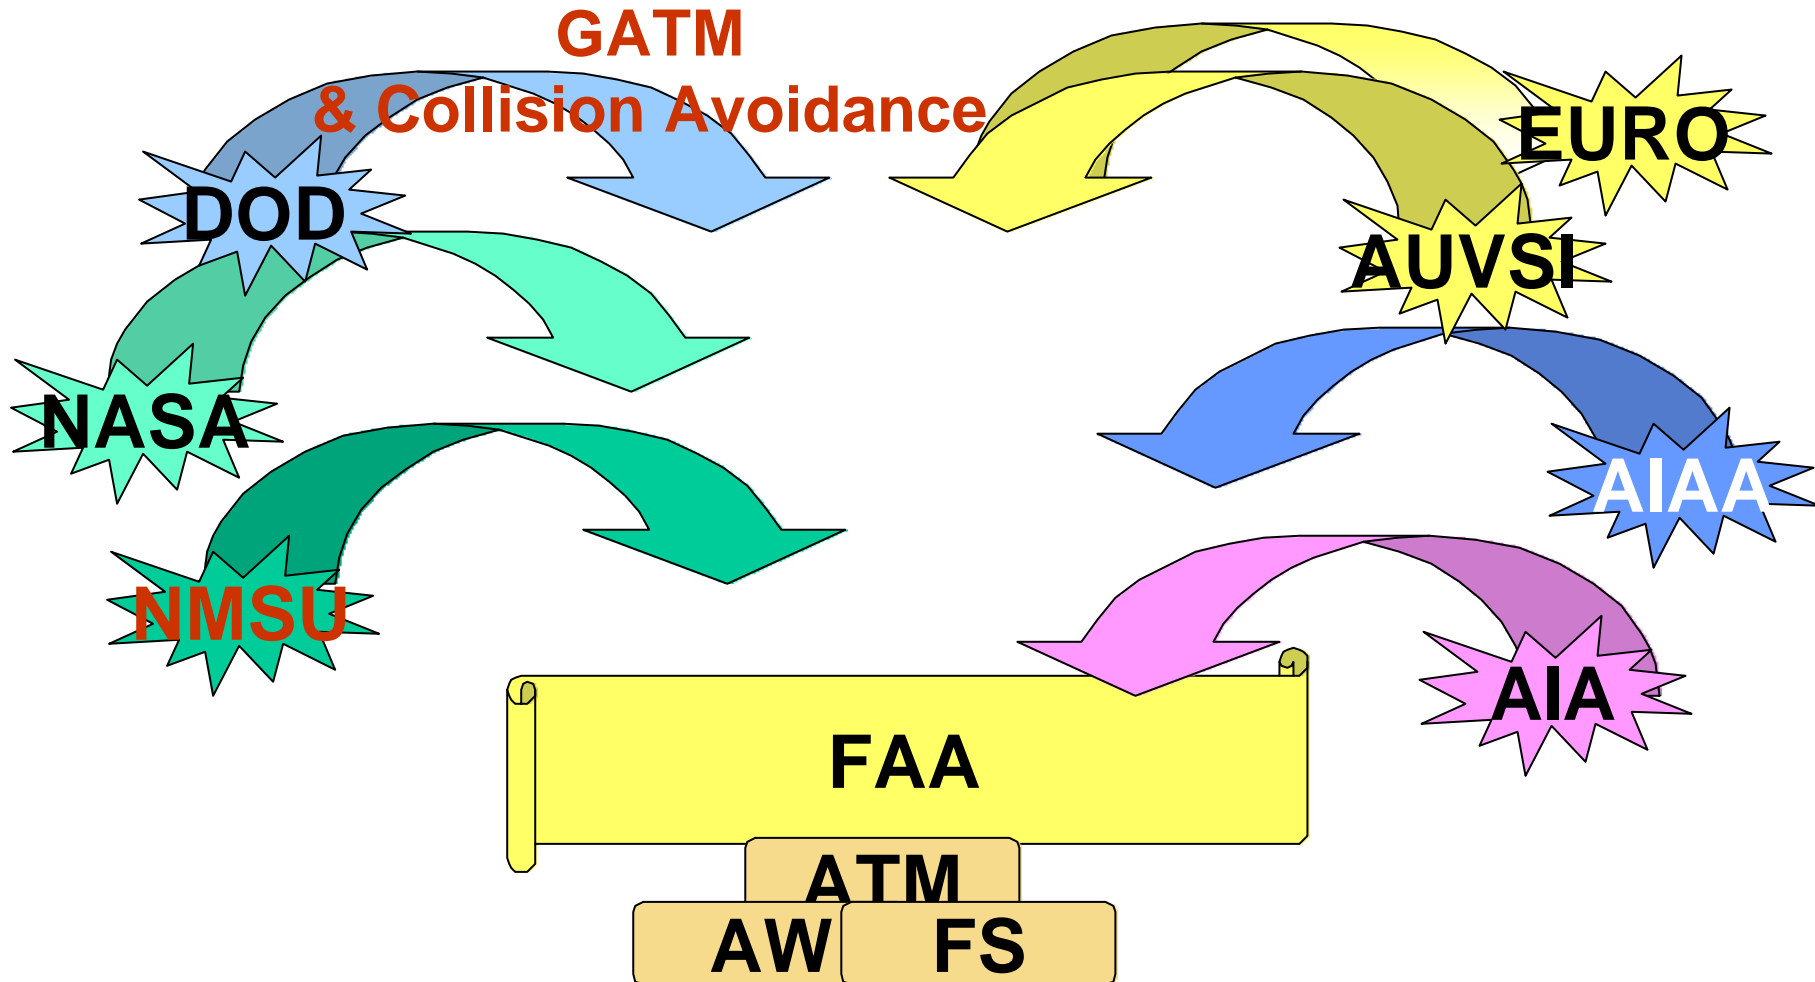 GATM
& Collision Avoidance
EURO
DOD
AUVSI
NASA
AIAA
NMSU
AIA
FAA
ATM
AW
FS